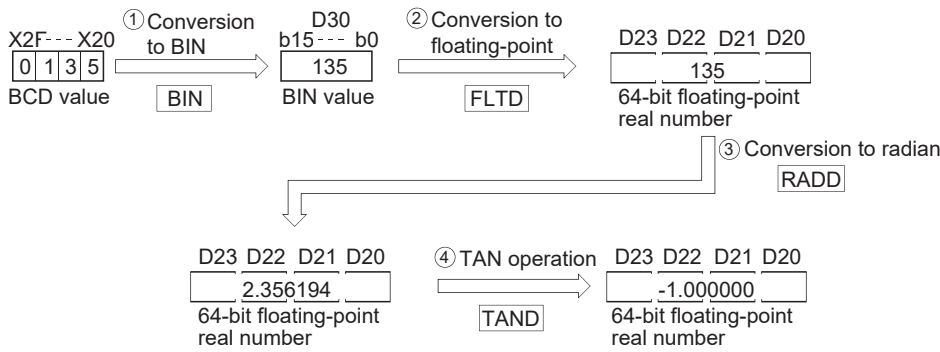 ① Conversion to BIN
X2F--- X20
0 1 3 5
BCD value
BIN
D30
b15--- b0
135
BIN value
② Conversion to floating-point
FLTD
D23 D22 D21 D20
135
64-bit floating-point
real number
③ Conversion to radian
RADD
D23 D22 D21 D20
2.356194
64-bit floating-point
real number
④ TAN operation
TAND
D23 D22 D21 D20
-1.000000
64-bit floating-point
real number